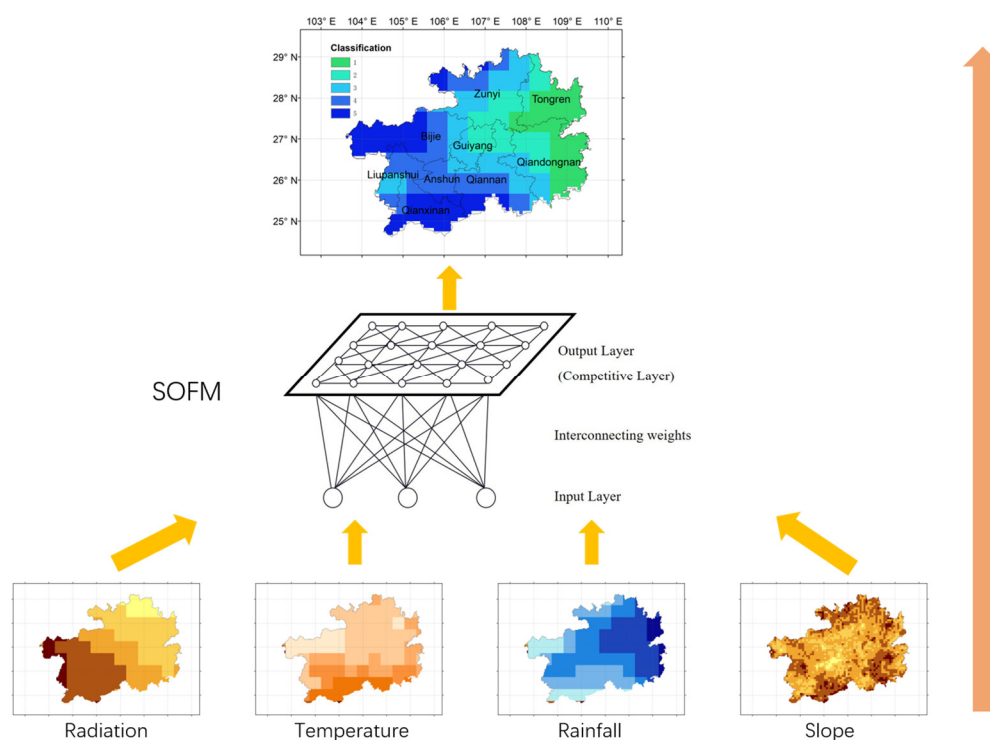 103° E 104° E 105° E 106° E 107° E 108° E 109° E 110° E
Classification
1
2
3
4
5
29° N
28° N
27° N
26° N
25° N
Zunyi
Tongren
Bijie
Guiyang
Qiandongnan
Liupanshui
Anshun
Qiannan
Qianxinan
SOFM
Output Layer
(Competitive Layer)
Interconnecting weights
Input Layer
Radiation
Temperature
Rainfall
Slope